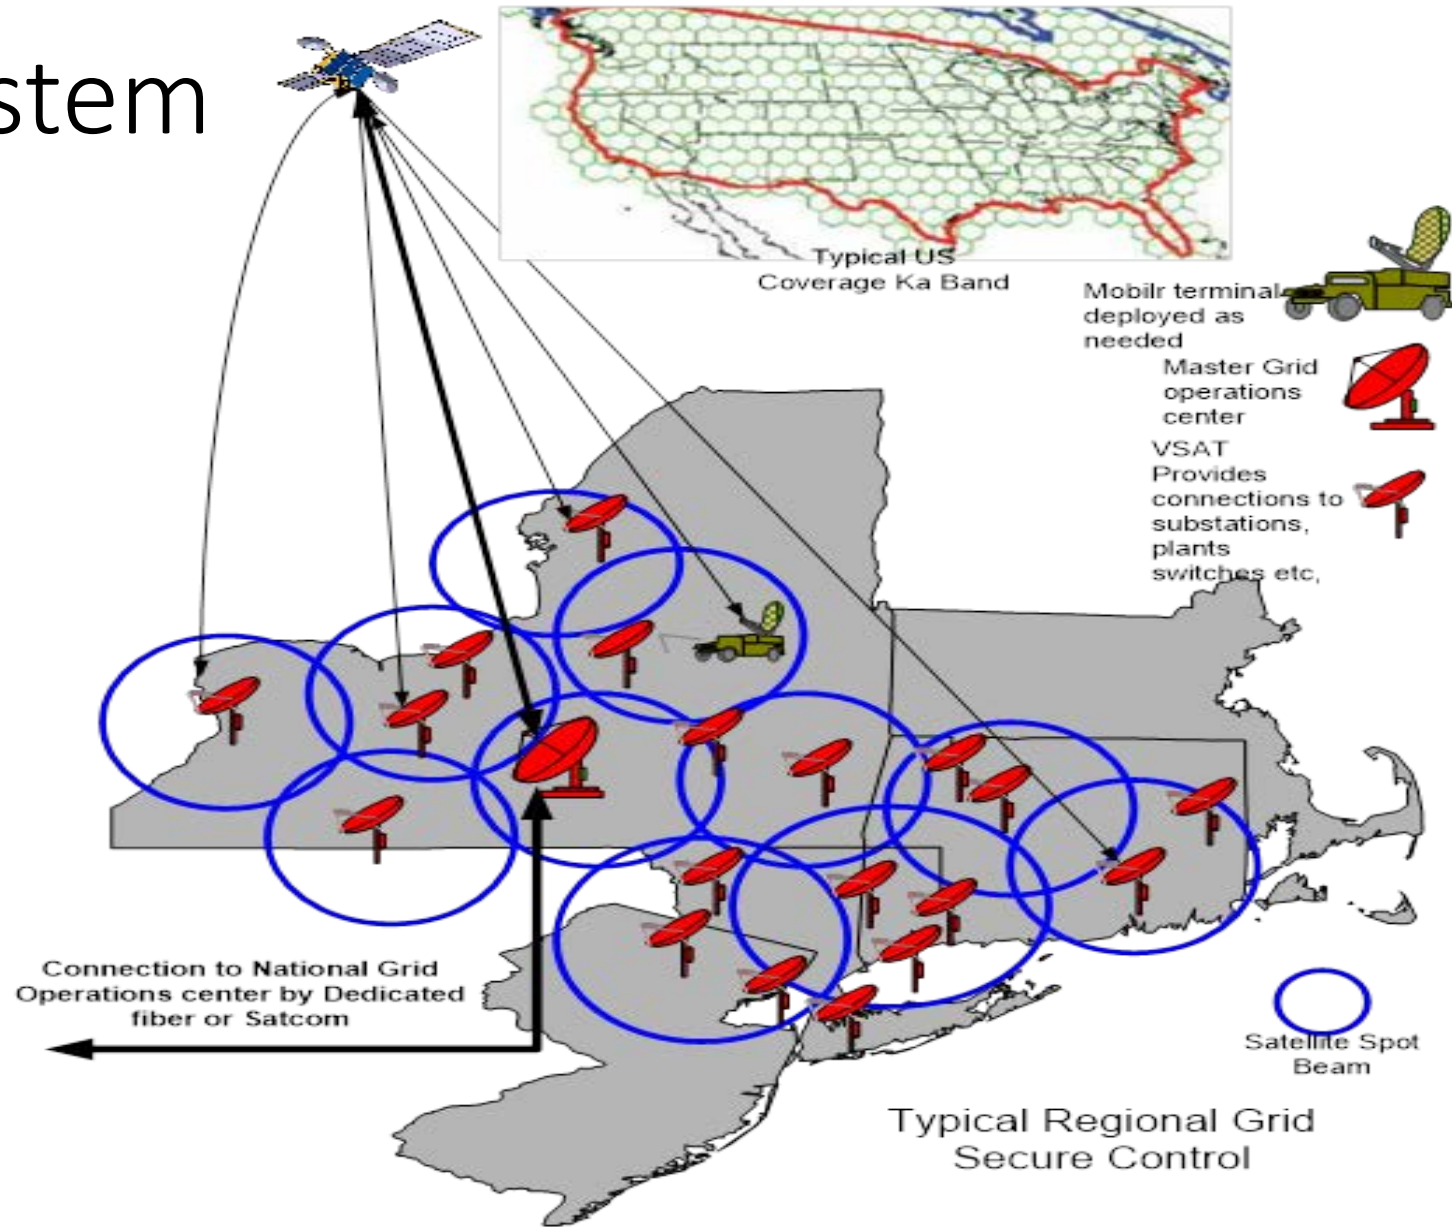 stem
Typical US
Coverage Ka Band
Mobilr terminal
deployed as
needed
Master Grid
operations
center
VSAT
Provides
connections to
substations,
plants
switches etc,
Connection to National Grid
Operations center by Dedicated
fiber or Satcom
Satellite Spot
Beam
Typical Regional Grid
Secure Control